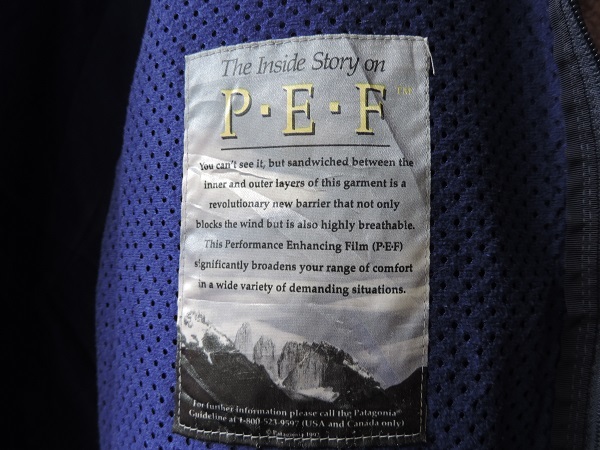 The Inside Story on
P·E·F™
You can't see it, but sandwiched between the
inner and outer layers of this garment is a
revolutionary new barrier that not only
blocks the wind but is also highly breathable.
This Performance Enhancing Film (P·E·F)
significantly broadens your range of comfort
in a wide variety of demanding situations.
For further information please call the Patagonia®
Guideline at 1-800-523-9597 (USA and Canada only)
© Patagonia 1992